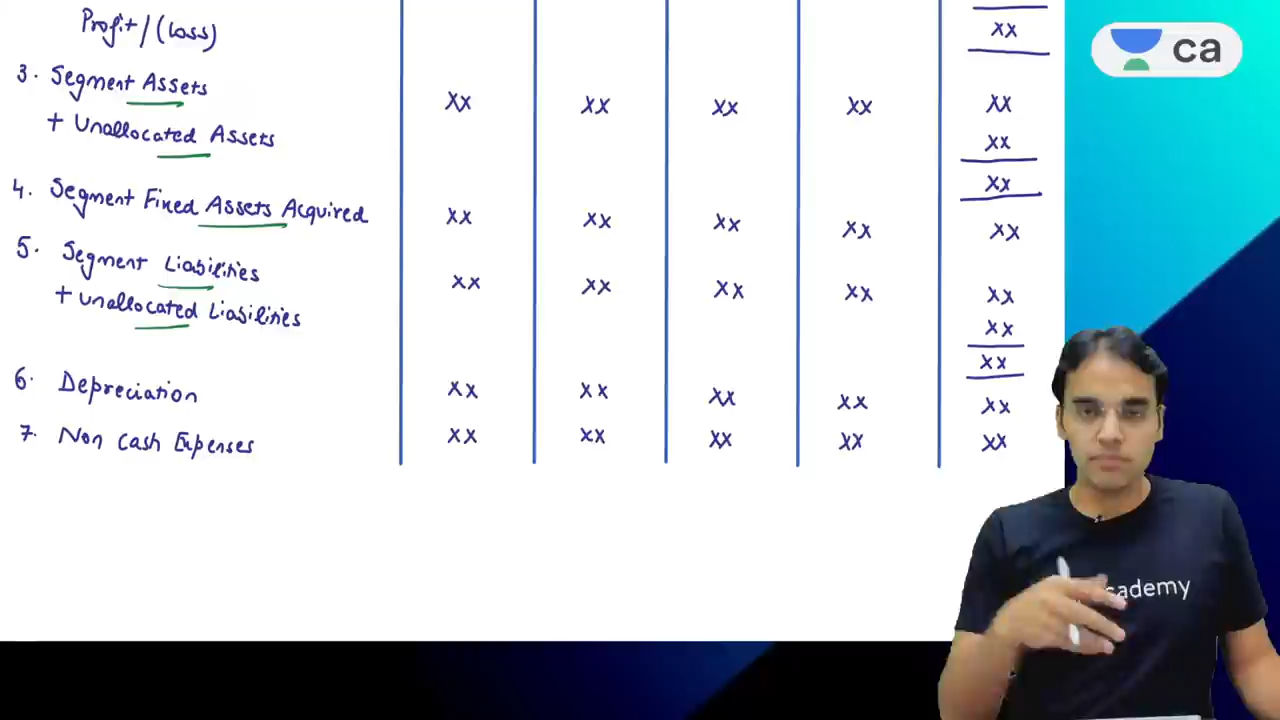 Profit/(Loss) xx
3. Segment Assets xx xx xx xx xx
+ Unallocated Assets xx
xx
4. Segment Fixed Assets Acquired xx xx xx xx xx
5. Segment Liabilities xx xx xx xx xx
+ Unallocated Liabilities xx
xx
6. Depreciation xx xx xx xx xx
7. Non Cash Expenses xx xx xx xx xx
ca
cademy